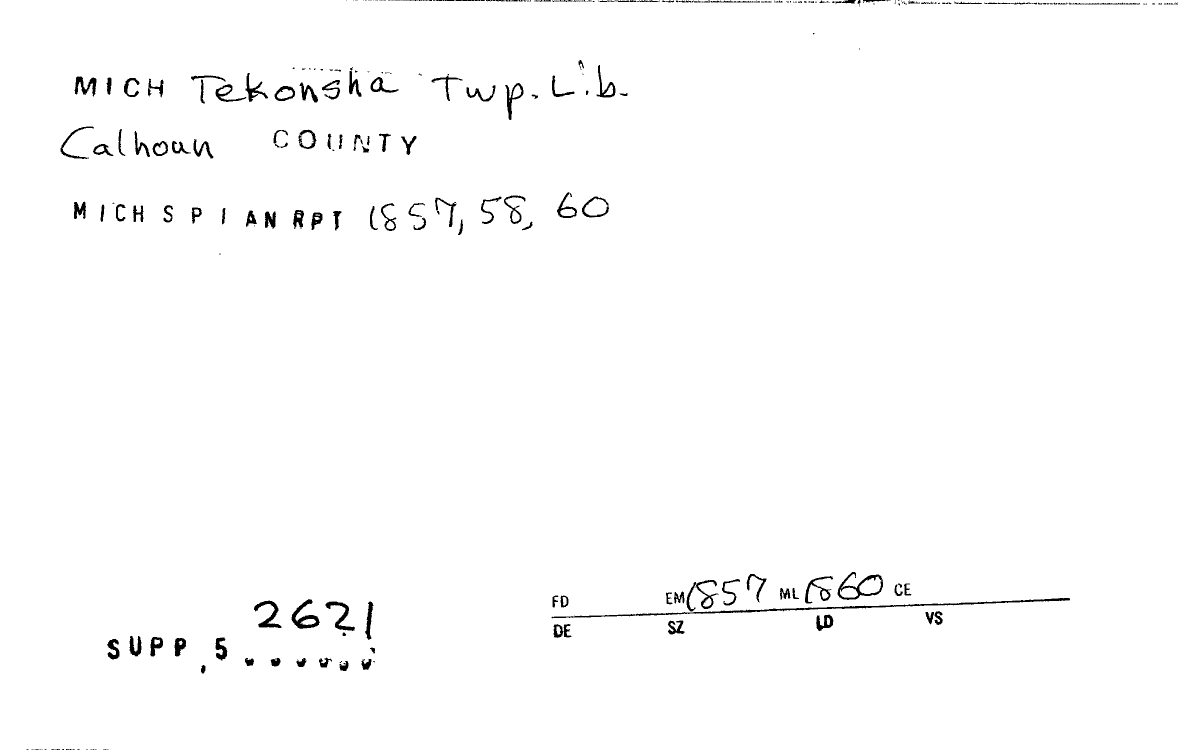 MICH Tekonsha Twp. Lib.
Calhoun COUNTY
MICH S P I AN RPT 1857, 58, 60
FD EM 1857 ML 1860 CE
DE SZ LD VS
2621
SUPP, 5 ......